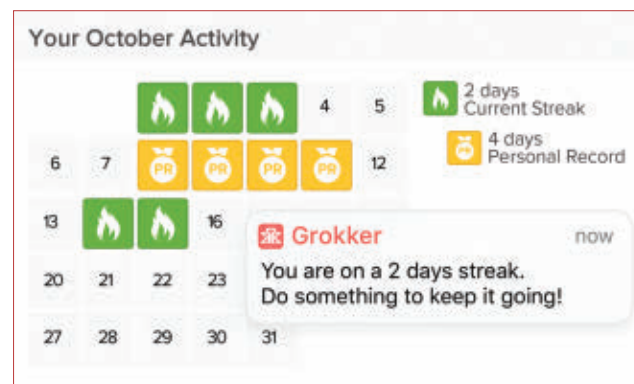 Your October Activity
4 5
2 days
Current Streak
6 7 PR PR PR PR 12
PR
4 days
Personal Record
13 16
Grokker now
You are on a 2 days streak.
Do something to keep it going!
20 21 22 23
27 28 29 30 31